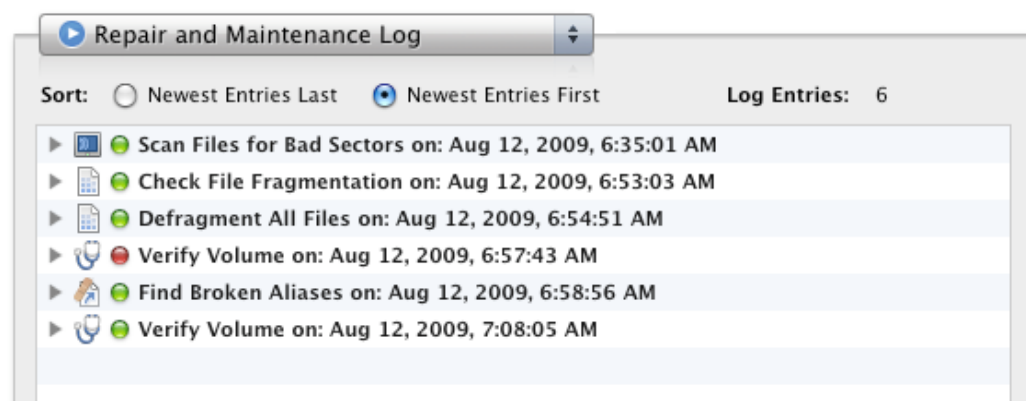 Repair and Maintenance Log
Sort: Newest Entries Last Newest Entries First Log Entries: 6
Scan Files for Bad Sectors on: Aug 12, 2009, 6:35:01 AM
Check File Fragmentation on: Aug 12, 2009, 6:53:03 AM
Defragment All Files on: Aug 12, 2009, 6:54:51 AM
Verify Volume on: Aug 12, 2009, 6:57:43 AM
Find Broken Aliases on: Aug 12, 2009, 6:58:56 AM
Verify Volume on: Aug 12, 2009, 7:08:05 AM